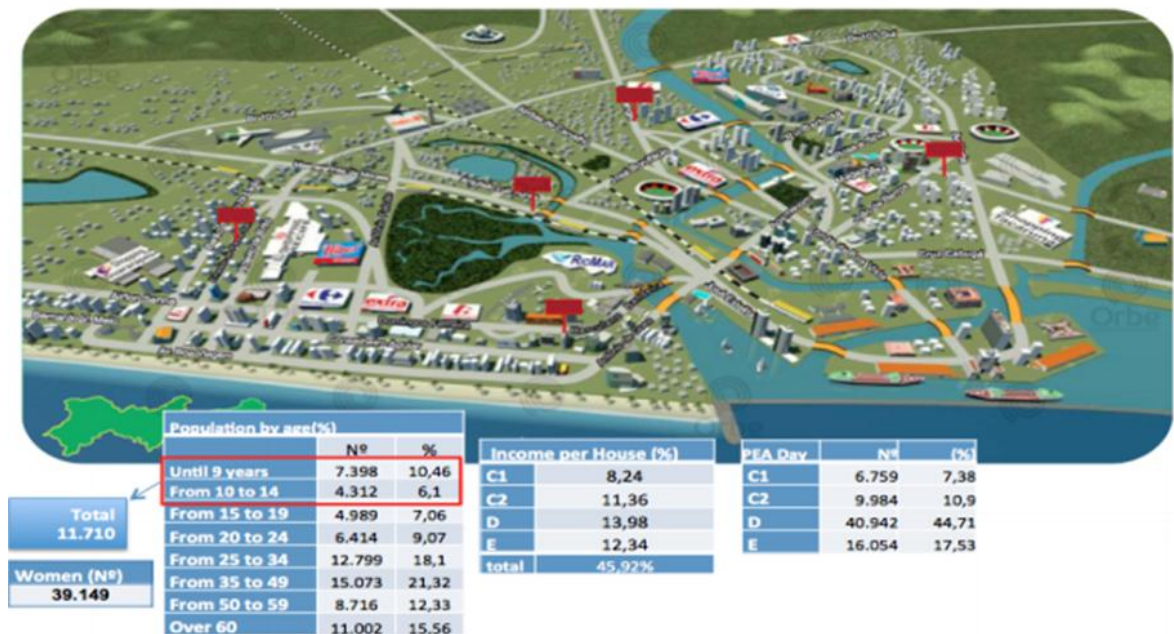 Orbe
extra
RIOMAR
extra
Orbe
Population by age(%)
Nº %
Until 9 years 7.398 10,46
From 10 to 14 4.312 6,1
From 15 to 19 4.989 7,06
From 20 to 24 6.414 9,07
From 25 to 34 12.799 18,1
From 35 to 49 15.073 21,32
From 50 to 59 8.716 12,33
Over 60 11.002 15,56
Total
11.710
Women (Nº)
39.149
Income per House (%)
C1 8,24
C2 11,36
D 13,98
E 12,34
total 45,92%
PEA Day Nº (%)
C1 6.759 7,38
C2 9.984 10,9
D 40.942 44,71
E 16.054 17,53